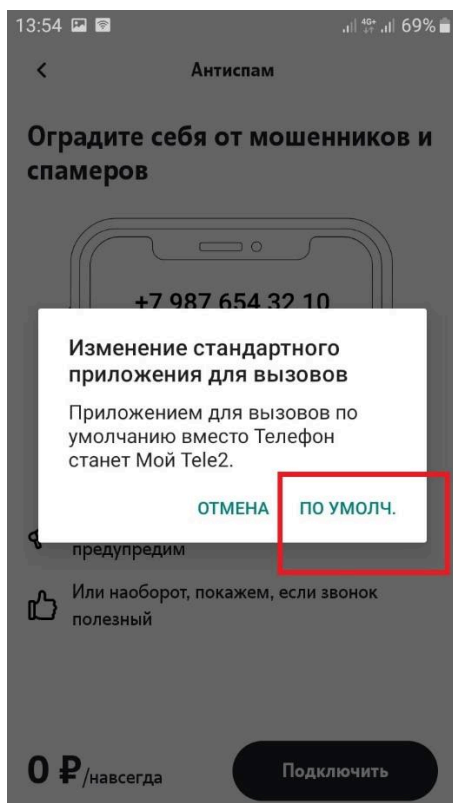 13:54
4G+ 69%
Антиспам
Оградите себя от мошенников и
спамеров
+7 987 654 32 10
Изменение стандартного
приложения для вызовов
Приложением для вызовов по
умолчанию вместо Телефон
станет Мой Tele2.
ОТМЕНА ПО УМОЛЧ.
предупредим
Или наоборот, покажем, если звонок
полезный
0 ₽/навсегда
Подключить